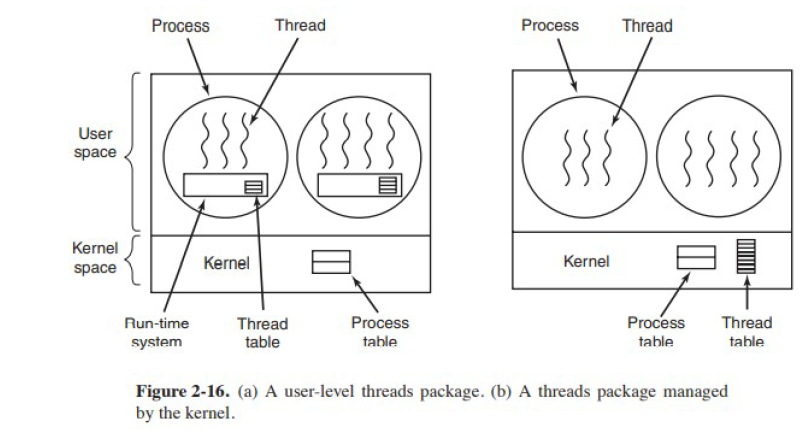 Process Thread
Process Thread
User
space
Kernel
space
Kernel
Kernel
Run-time
system
Thread
table
Process
table
Process
table
Thread
table
Figure 2-16. (a) A user-level threads package. (b) A threads package managed
by the kernel.